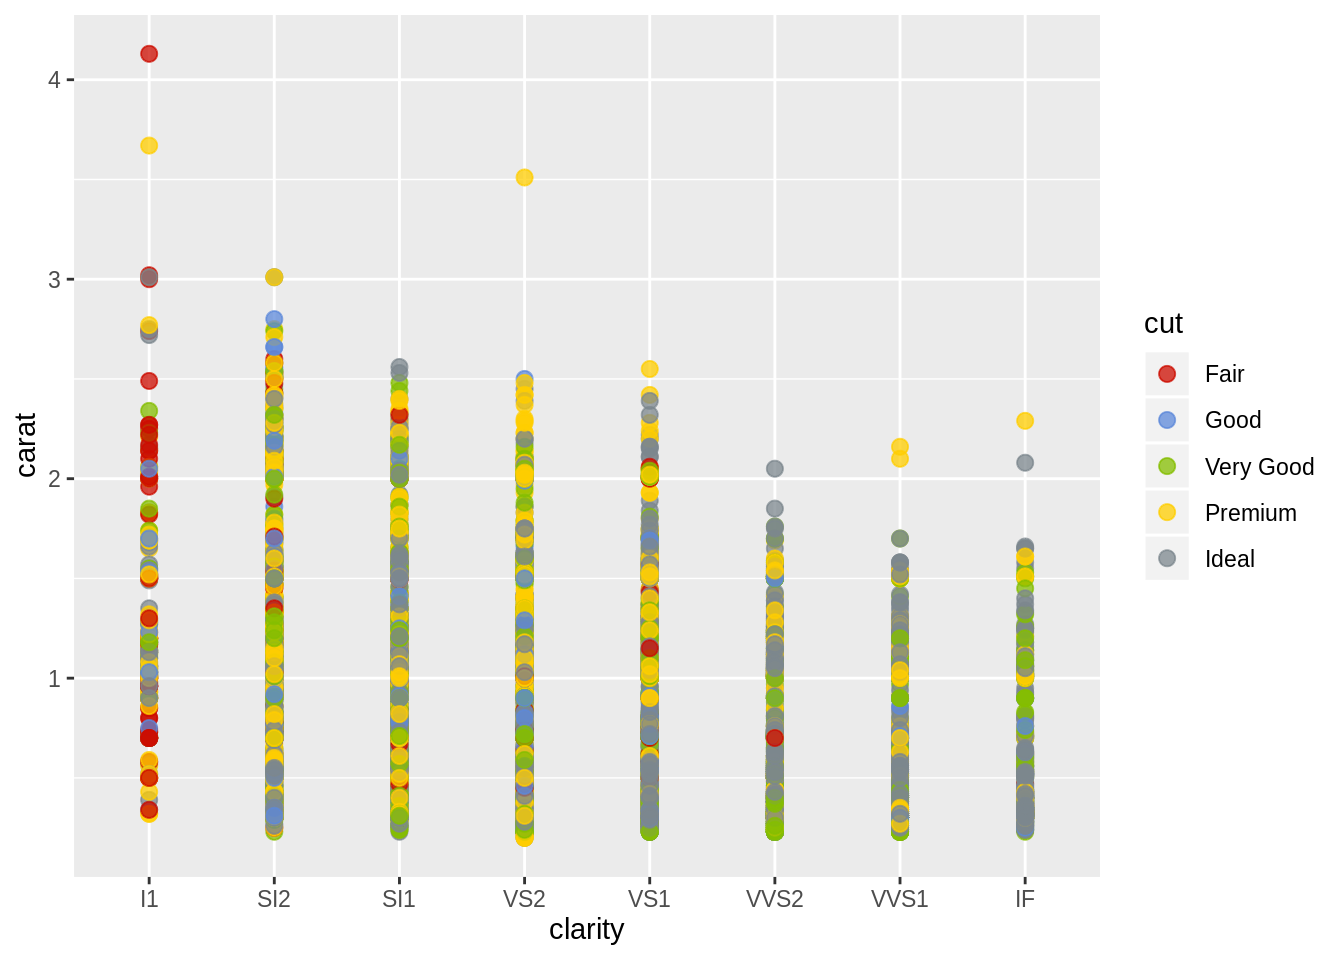 4
3
2
1
carat
I1 SI2 SI1 VS2 VS1 VVS2 VVS1 IF
clarity
cut
Fair
Good
Very Good
Premium
Ideal